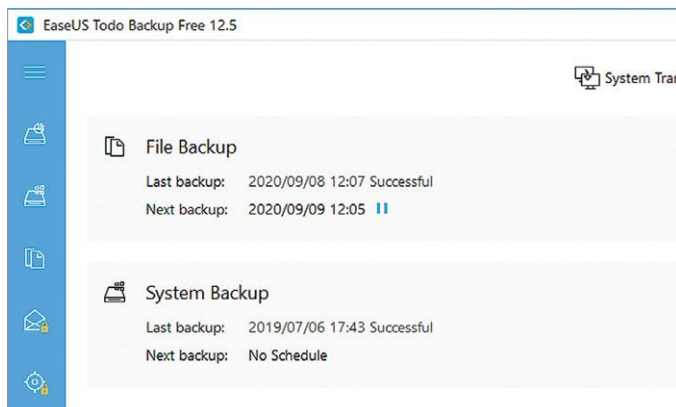 EaseUS Todo Backup Free 12.5
System Tra
File Backup
Last backup: 2020/09/08 12:07 Successful
Next backup: 2020/09/09 12:05
System Backup
Last backup: 2019/07/06 17:43 Successful
Next backup: No Schedule